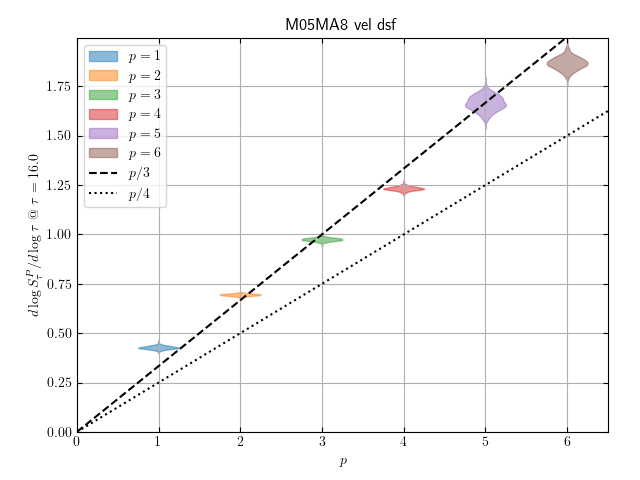 M05MA8 vel dsf
p = 1
p = 2
p = 3
p = 4
p = 5
p = 6
p/3
p/4
d log S_τ^P / d log τ @ τ = 16.0
1.75
1.50
1.25
1.00
0.75
0.50
0.25
0.00
0 1 2 3 4 5 6
p